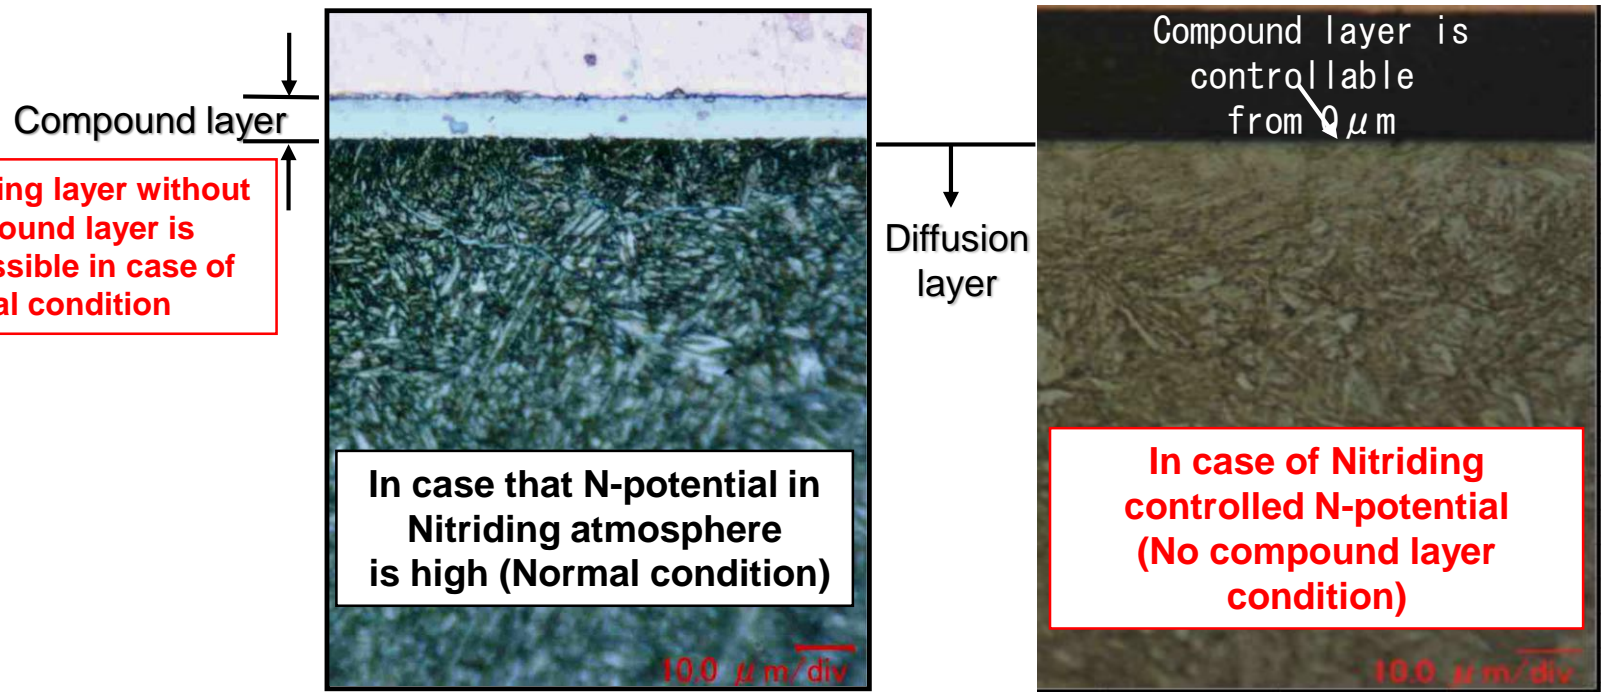 Compound layer
ing layer without
ound layer is
ssible in case of
al condition
In case that N-potential in
Nitriding atmosphere
is high (Normal condition)
10.0 μm/div
Diffusion
layer
Compound layer is
controllable
from 0μm
In case of Nitriding
controlled N-potential
(No compound layer
condition)
10.0 μm/div